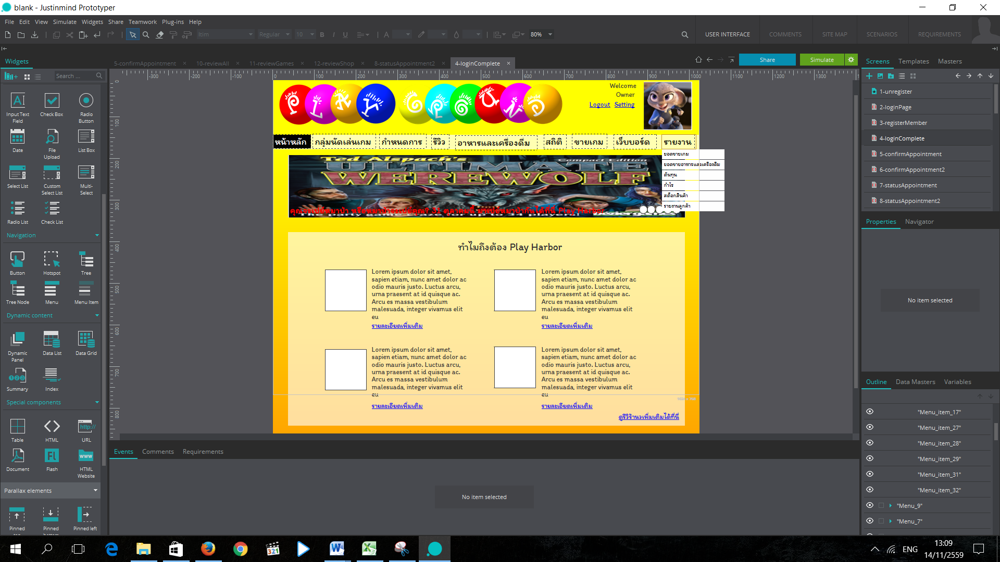 blank - Justinmind Prototyper
File Edit View Simulate Widgets Share Teamwork Plug-ins Help
Itim Regular 10 B I U A 80%
USER INTERFACE COMMENTS SITE MAP SCENARIOS REQUIREMENTS
Widgets
5-confirmAppointment × 10-reviewAll × 11-reviewGames × 12-reviewShop × 8-statusAppointment2 × 4-loginComplete ×
Share Simulate
Search ...
Input Text Field
Check Box
Radio Button
Date
File Upload
List Box
Select List
Custom Select List
Multi-Select
Radio List
Check List
Navigation
Button
Hotspot
Tree
Tree Node
Menu
Menu Item
Dynamic content
Dynamic Panel
Data List
Data Grid
Summary
Index
Special components
Table
HTML
URL
Document
Flash
HTML Website
Parallax elements
Pinned
Pinned
Pinned left
-300 -200 -100 0 100 200 300 400 500 600 700 800 900 1000 1100 1200 1300
0 100 200 300 400 500 600 700 800
PLAY GROUND
Welcome
Owner
Logout Setting
หน้าหลัก กลุ่มนัดเล่นเกม กำหนดการ รีวิว อาหารและเครื่องดื่ม สถิติ ขายเกม เว็บบอร์ด รายงาน
ยอดขายเกม
ยอดขายอาหารและเครื่องดื่ม
ต้นทุน
กำไร
สต็อกสินค้า
รายงานลูกค้า
Ted Alspach's
Compact Edition
ULTIMATE
WEREWOLF
ทำไมถึงต้อง Play Harbor
Lorem ipsum dolor sit amet,
sapien etiam, nunc amet dolor ac
odio mauris justo. Luctus arcu,
urna praesent at id quisque ac.
Arcu es massa vestibulum
malesuada, integer vivamus elit
eu
รายละเอียดเพิ่มเติม
Lorem ipsum dolor sit amet,
sapien etiam, nunc amet dolor ac
odio mauris justo. Luctus arcu,
urna praesent at id quisque ac.
Arcu es massa vestibulum
malesuada, integer vivamus elit
eu
รายละเอียดเพิ่มเติม
Lorem ipsum dolor sit amet,
sapien etiam, nunc amet dolor ac
odio mauris justo. Luctus arcu,
urna praesent at id quisque ac.
Arcu es massa vestibulum
malesuada, integer vivamus elit
eu
รายละเอียดเพิ่มเติม
Lorem ipsum dolor sit amet,
sapien etiam, nunc amet dolor ac
odio mauris justo. Luctus arcu,
urna praesent at id quisque ac.
Arcu es massa vestibulum
malesuada, integer vivamus elit
eu
รายละเอียดเพิ่มเติม
1024 x 768
ดูรีวิร้านวเพิ่มเติมได้ที่นี่
Events Comments Requirements
No item selected
Screens Templates Masters
1-unregister
2-loginPage
3-registerMember
4-loginComplete
5-confirmAppointment
6-confirmAppointment2
7-statusAppointment
8-statusAppointment2
Properties Navigator
No item selected
Outline Data Masters Variables
"Menu_item_17"
"Menu_item_27"
"Menu_item_28"
"Menu_item_29"
"Menu_item_31"
"Menu_item_32"
"Menu_9"
"Menu_7"
ENG
13:09
14/11/2559